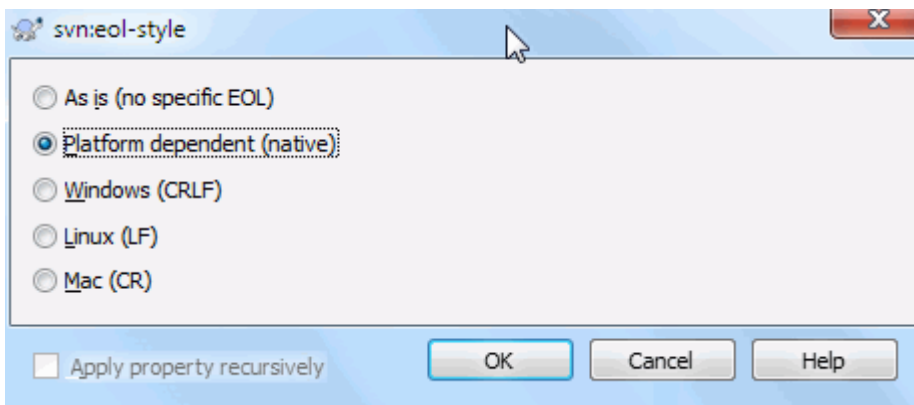 svn:eol-style
As is (no specific EOL)
Platform dependent (native)
Windows (CRLF)
Linux (LF)
Mac (CR)
Apply property recursively
OK Cancel Help